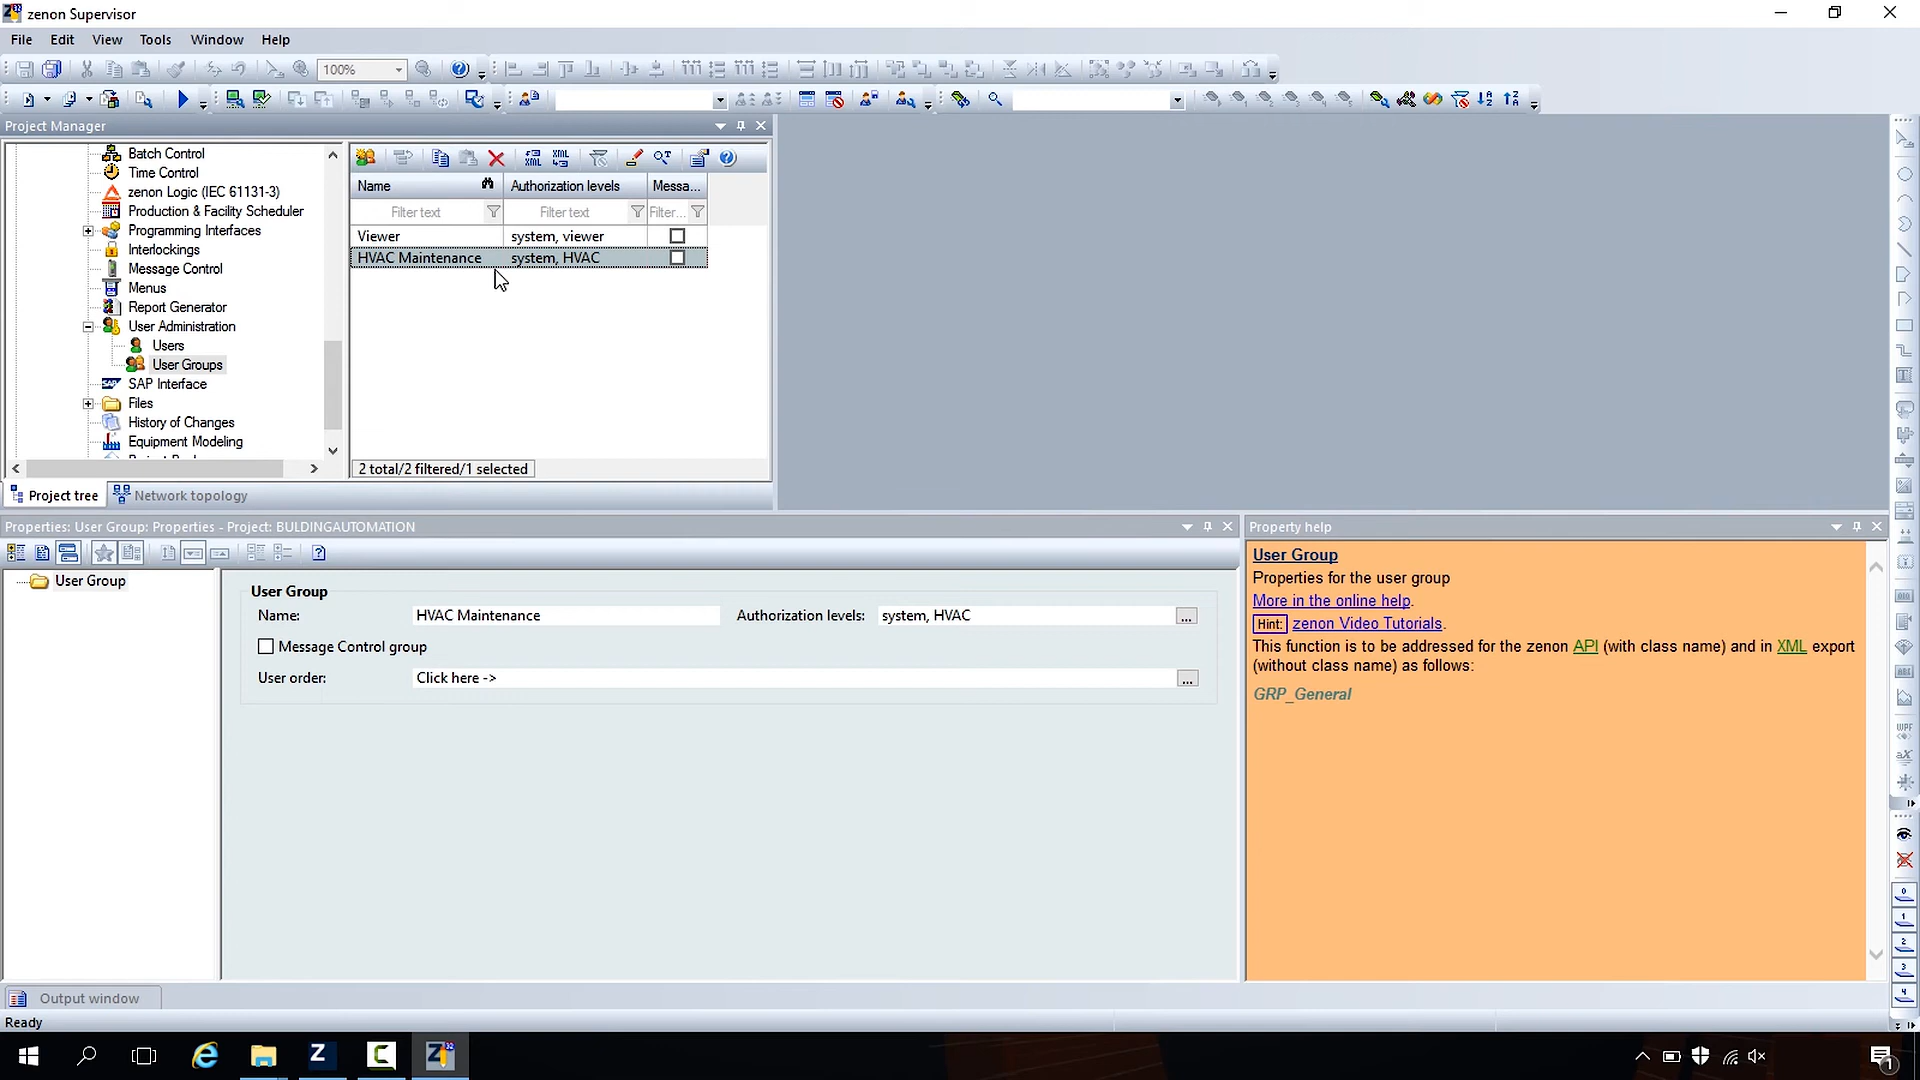 zenon Supervisor
File Edit View Tools Window Help
100%
Project Manager
Batch Control
Time Control
zenon Logic (IEC 61131-3)
Production & Facility Scheduler
Programming Interfaces
Interlockings
Message Control
Menus
Report Generator
User Administration
Users
User Groups
SAP Interface
Files
History of Changes
Equipment Modeling
Project tree Network topology
Name Authorization levels Messa...
Filter text Filter text Filter...
Viewer system, viewer
HVAC Maintenance system, HVAC
2 total/2 filtered/1 selected
Properties: User Group: Properties - Project: BULDINGAUTOMATION
User Group
User Group
Name: HVAC Maintenance Authorization levels: system, HVAC ...
Message Control group
User order: Click here -> ...
Property help
User Group
Properties for the user group
More in the online help.
Hint: zenon Video Tutorials.
This function is to be addressed for the zenon API (with class name) and in XML export
(without class name) as follows:
GRP_General
Output window
Ready